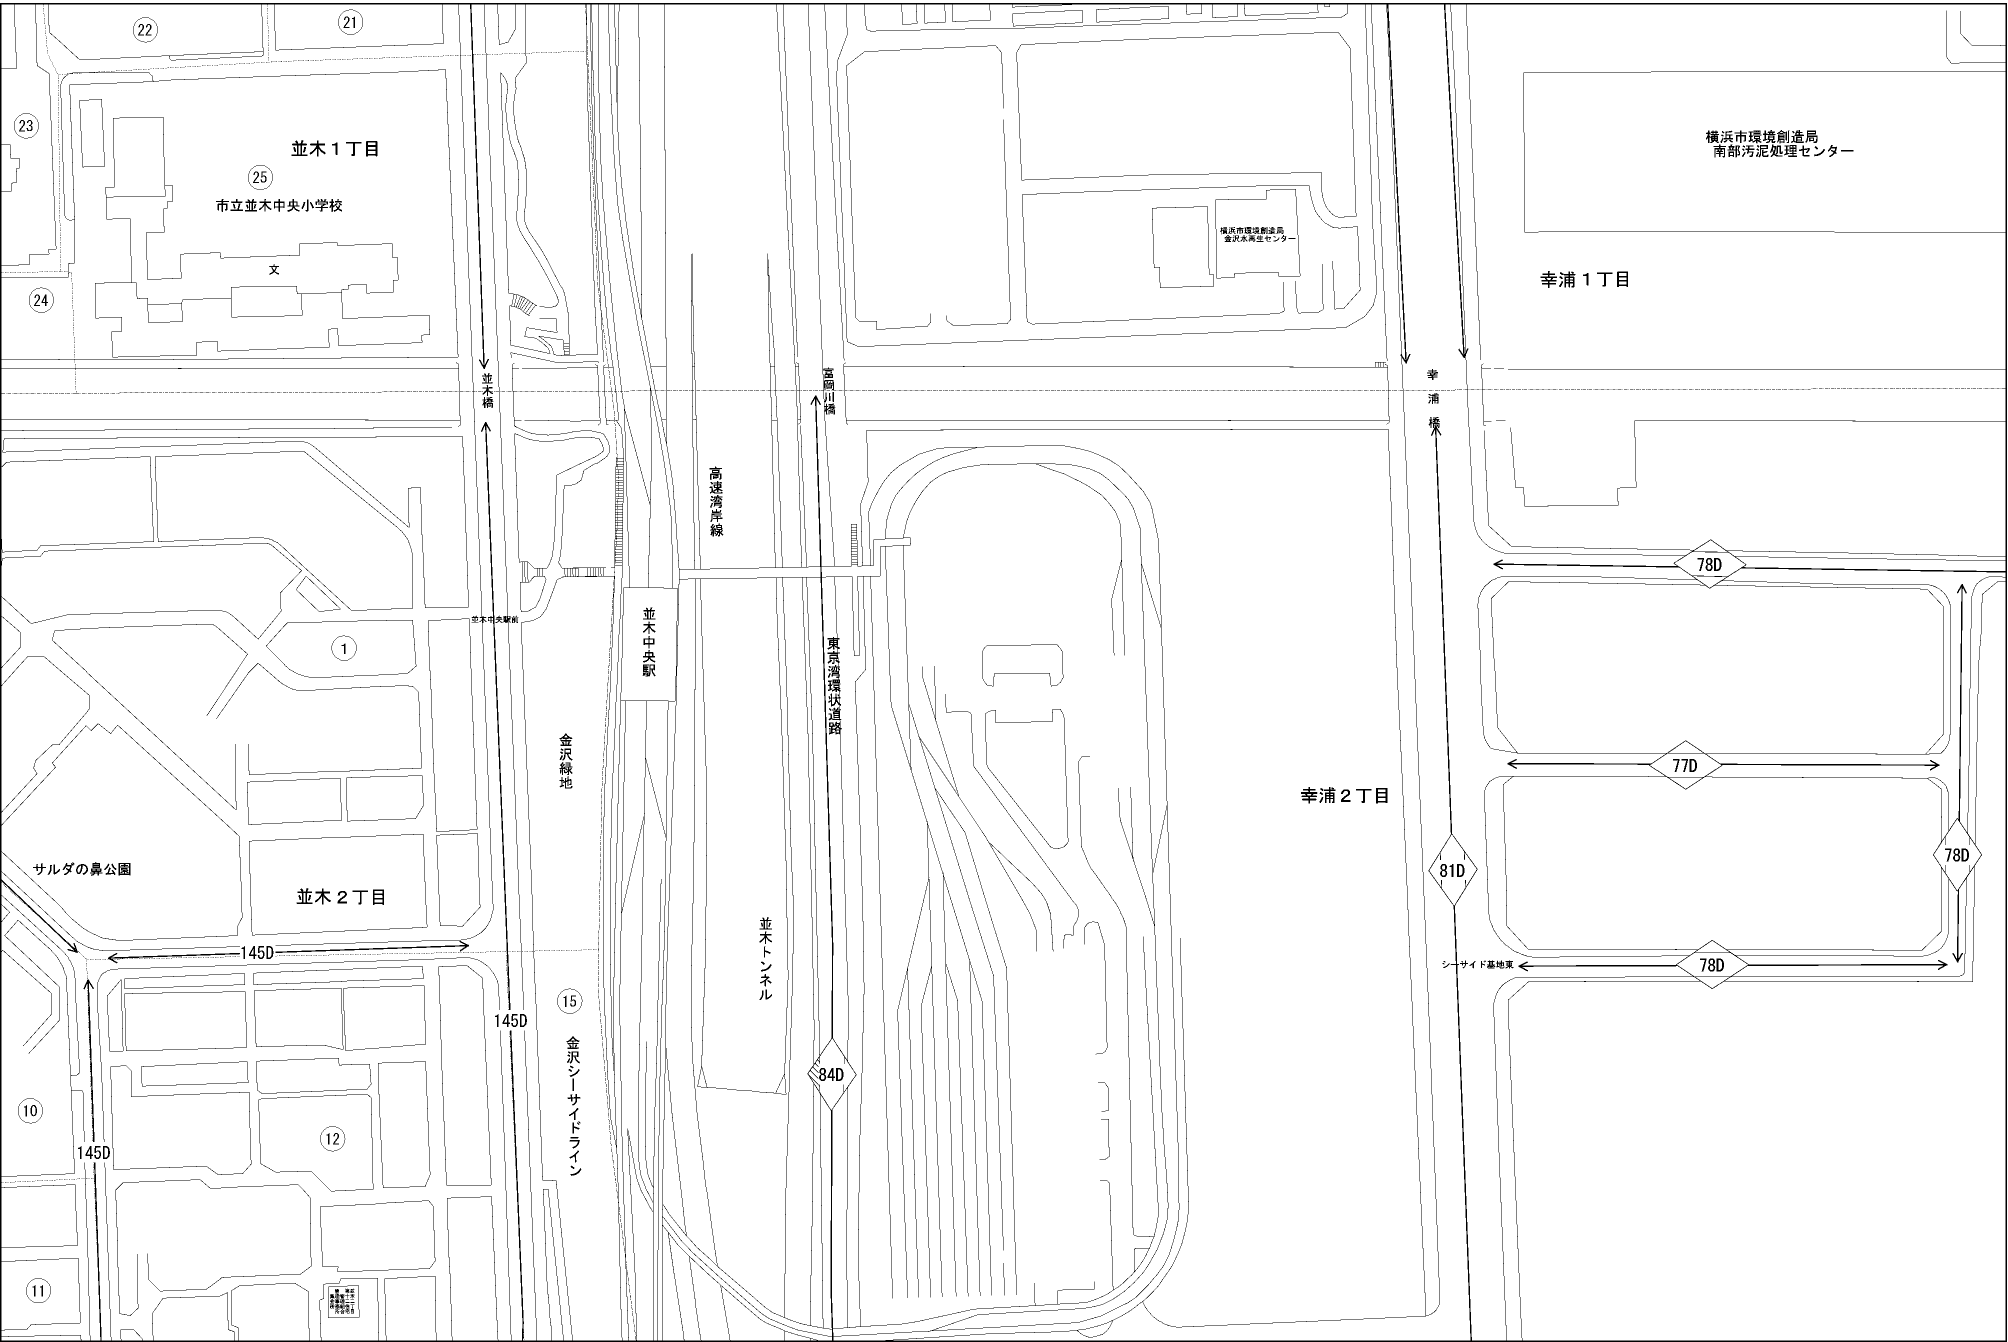 22
21
23
横浜市環境創造局
南部汚泥処理センター
並木１丁目
25
市立並木中央小学校
横浜市環境創造局
金沢水再生センター
文
幸浦１丁目
24
並木橋
富岡川橋
幸浦橋
高速湾岸線
78D
並木中央駅前
1
並木中央駅
東京湾環状道路
金沢緑地
77D
幸浦２丁目
サルダの鼻公園
81D
78D
並木２丁目
145D
並木トンネル
シーサイド基地東
78D
15
145D
金沢シーサイドライン
84D
10
12
145D
11